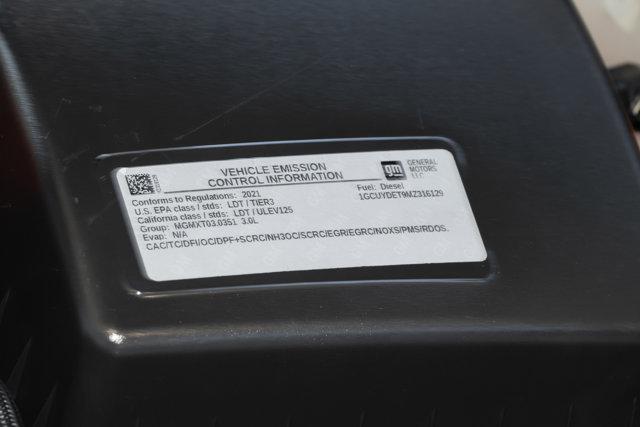 VEHICLE EMISSION
CONTROL INFORMATION
gm
GENERAL
MOTORS
LLC
Conforms to Regulations: 2021
Fuel: Diesel
U.S. EPA class / stds: LDT / TIER3
1GCUYDET9MZ316129
California class / stds: LDT / ULEV125
Group: MGMXT03.0351 3.0L
Evap: N/A
CAC/TC/DFI/OC/DPF+SCRC/NH3OC/SCRC/EGR/EGRC/NOXS/PMS/RDQS.